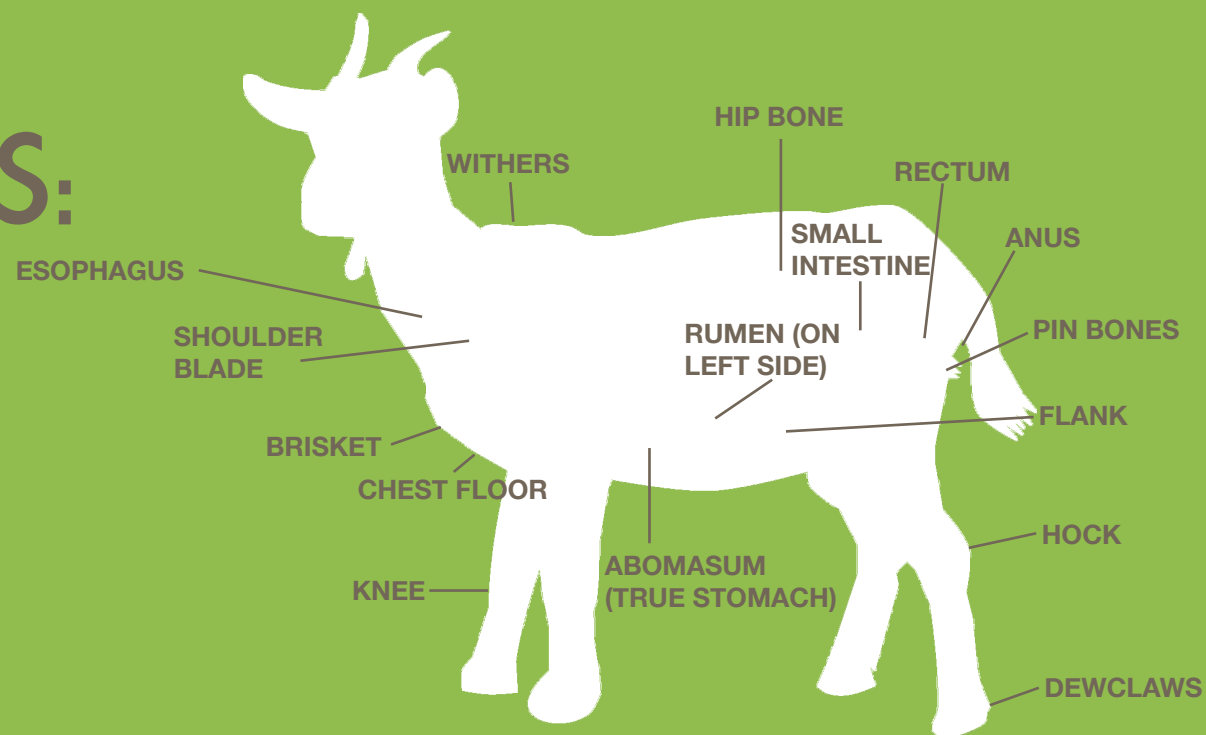 S:
HIP BONE
WITHERS
RECTUM
SMALL
INTESTINE
ANUS
ESOPHAGUS
SHOULDER
BLADE
RUMEN (ON
LEFT SIDE)
PIN BONES
FLANK
BRISKET
CHEST FLOOR
HOCK
ABOMASUM
(TRUE STOMACH)
KNEE
DEWCLAWS